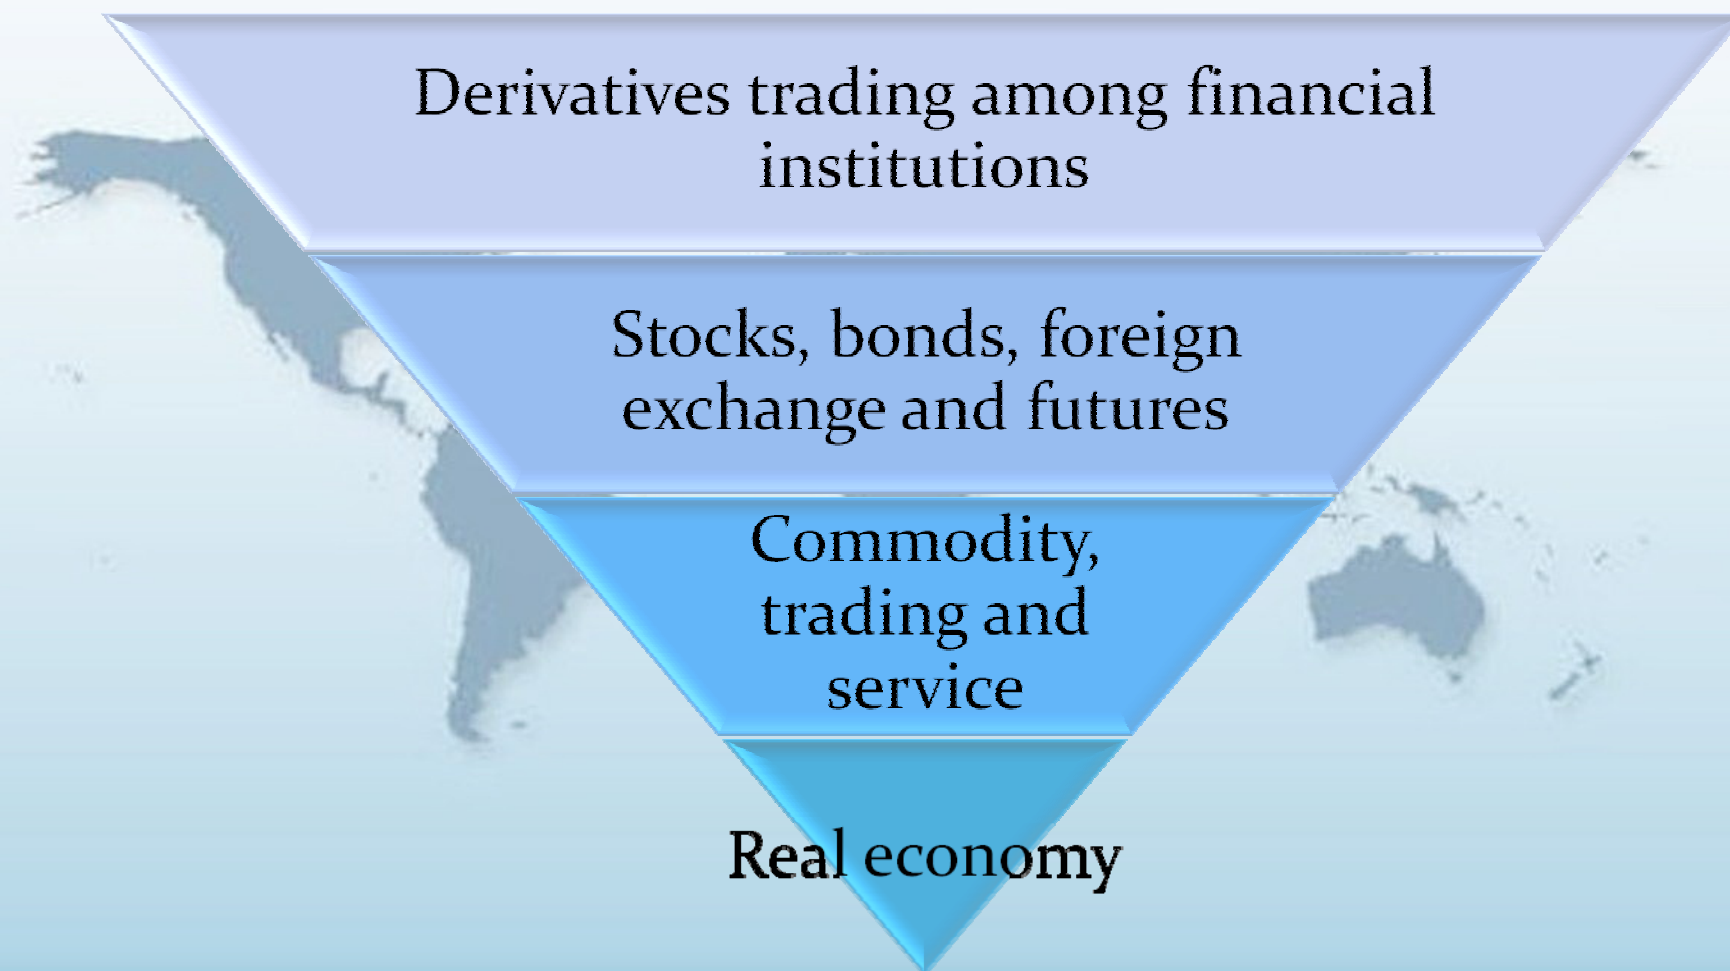 Derivatives trading among financial
institutions
Stocks, bonds, foreign
exchange and futures
Commodity,
trading and
service
Real economy